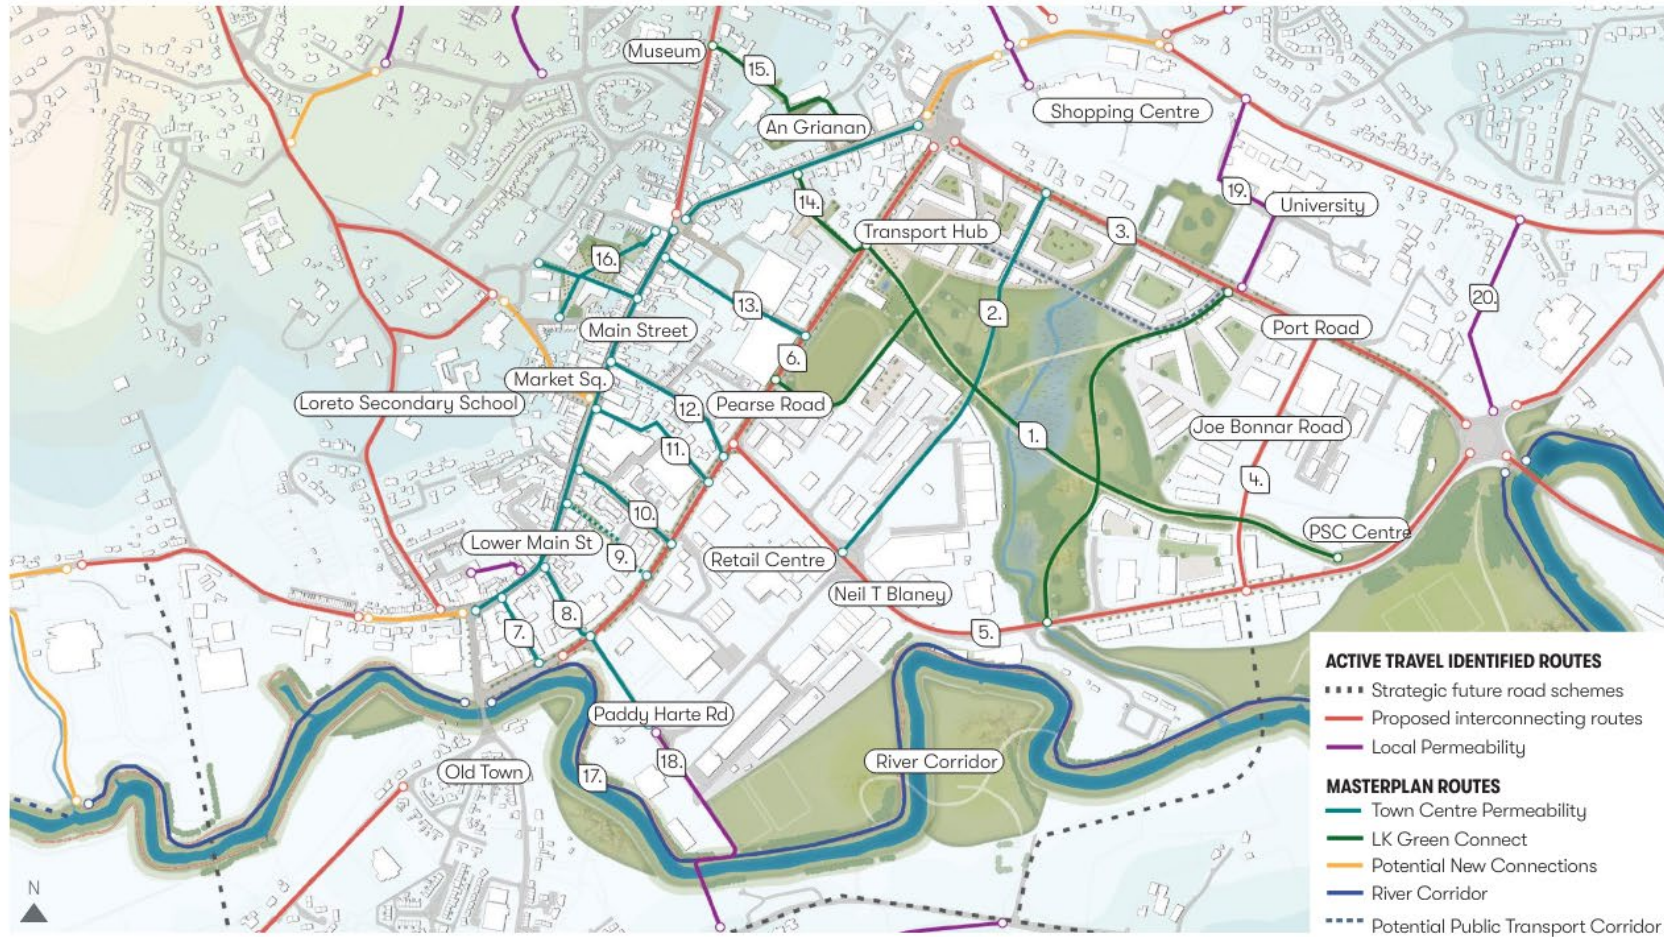 Museum
15.
An Grianan
Shopping Centre
14.
19.
University
Transport Hub
3.
16.
20.
13.
2.
Main Street
Port Road
6.
Market Sq.
Loreto Secondary School
12.
Pearse Road
Joe Bonnar Road
1.
11.
4.
10.
PSC Centre
Lower Main St
9.
Retail Centre
Neil T Blaney
8.
7.
5.
Paddy Harte Rd
River Corridor
18.
Old Town
17.
N
ACTIVE TRAVEL IDENTIFIED ROUTES
Strategic future road schemes
Proposed interconnecting routes
Local Permeability
MASTERPLAN ROUTES
Town Centre Permeability
LK Green Connect
Potential New Connections
River Corridor
Potential Public Transport Corridor